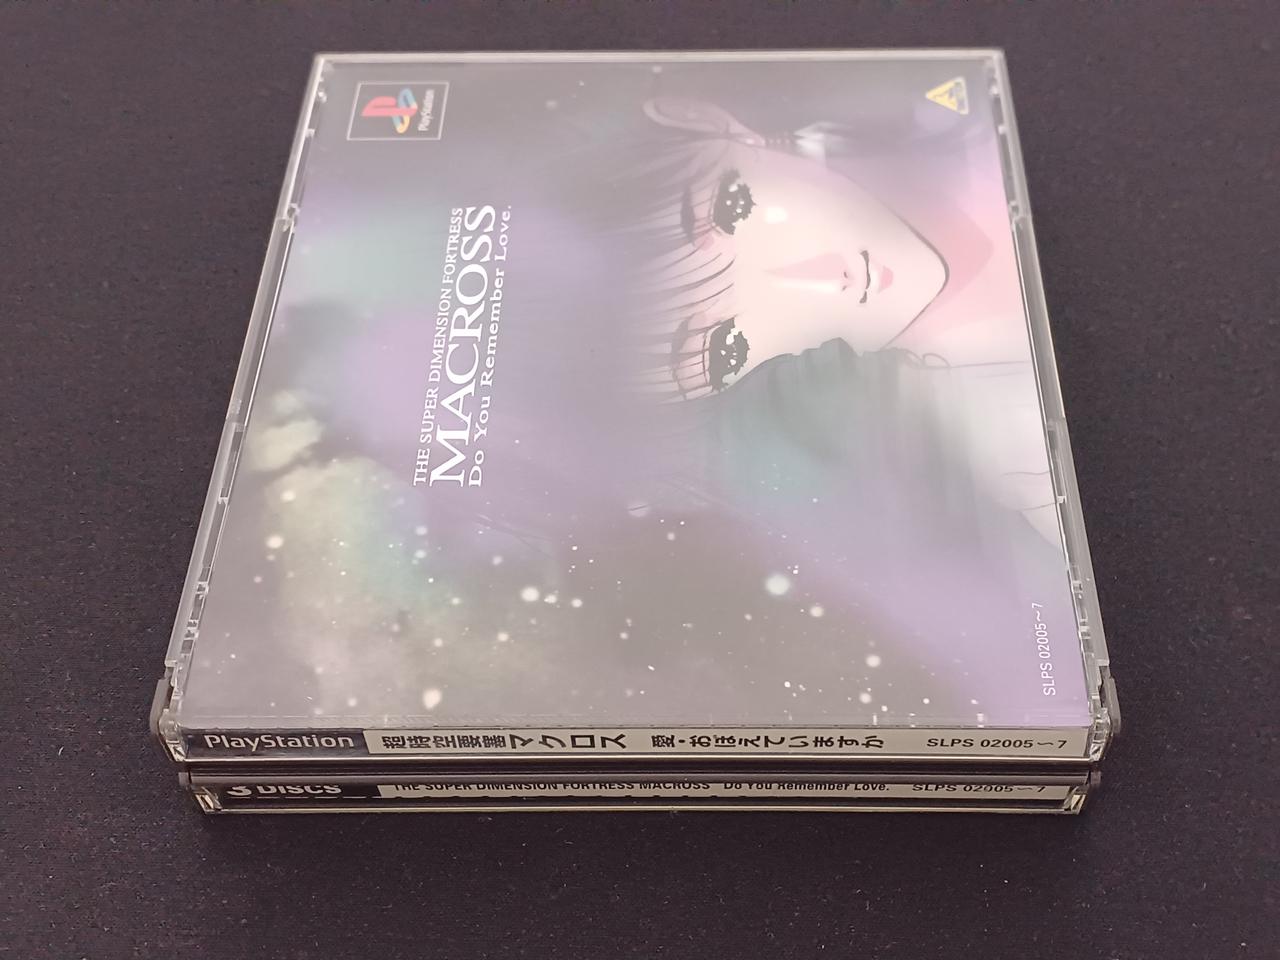 PlayStation
THE SUPER DIMENSION FORTRESS
MACROSS
Do You Remember Love.
SLPS 02005~7
PlayStation
超時空要塞マクロス 愛・おぼえていますか
SLPS 02005~7
3 DISCS
THE SUPER DIMENSION FORTRESS MACROSS Do You Remember Love.
SLPS 02005~7